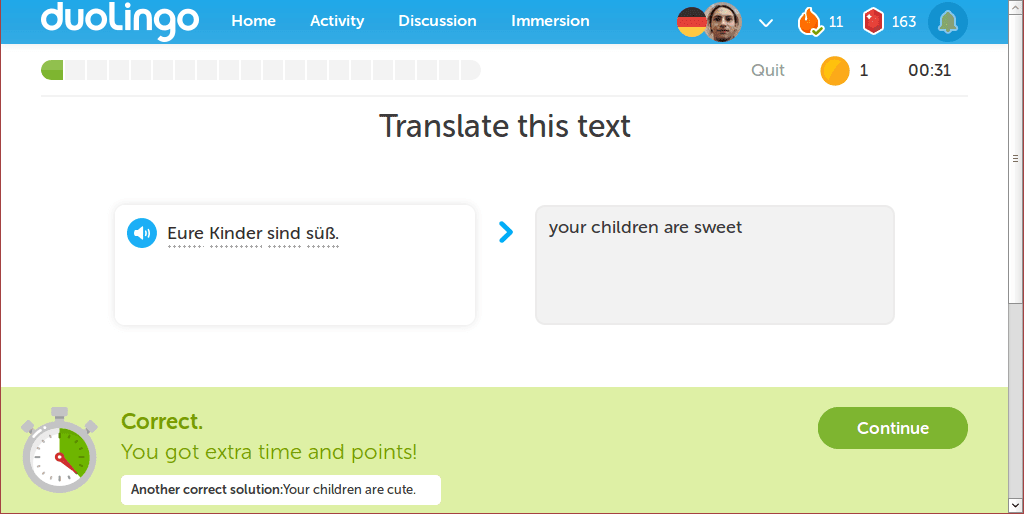 duolingo Home Activity Discussion Immersion 11 163
Quit 1 00:31
Translate this text
Eure Kinder sind süß.
your children are sweet
Correct.
You got extra time and points!
Continue
Another correct solution:Your children are cute.